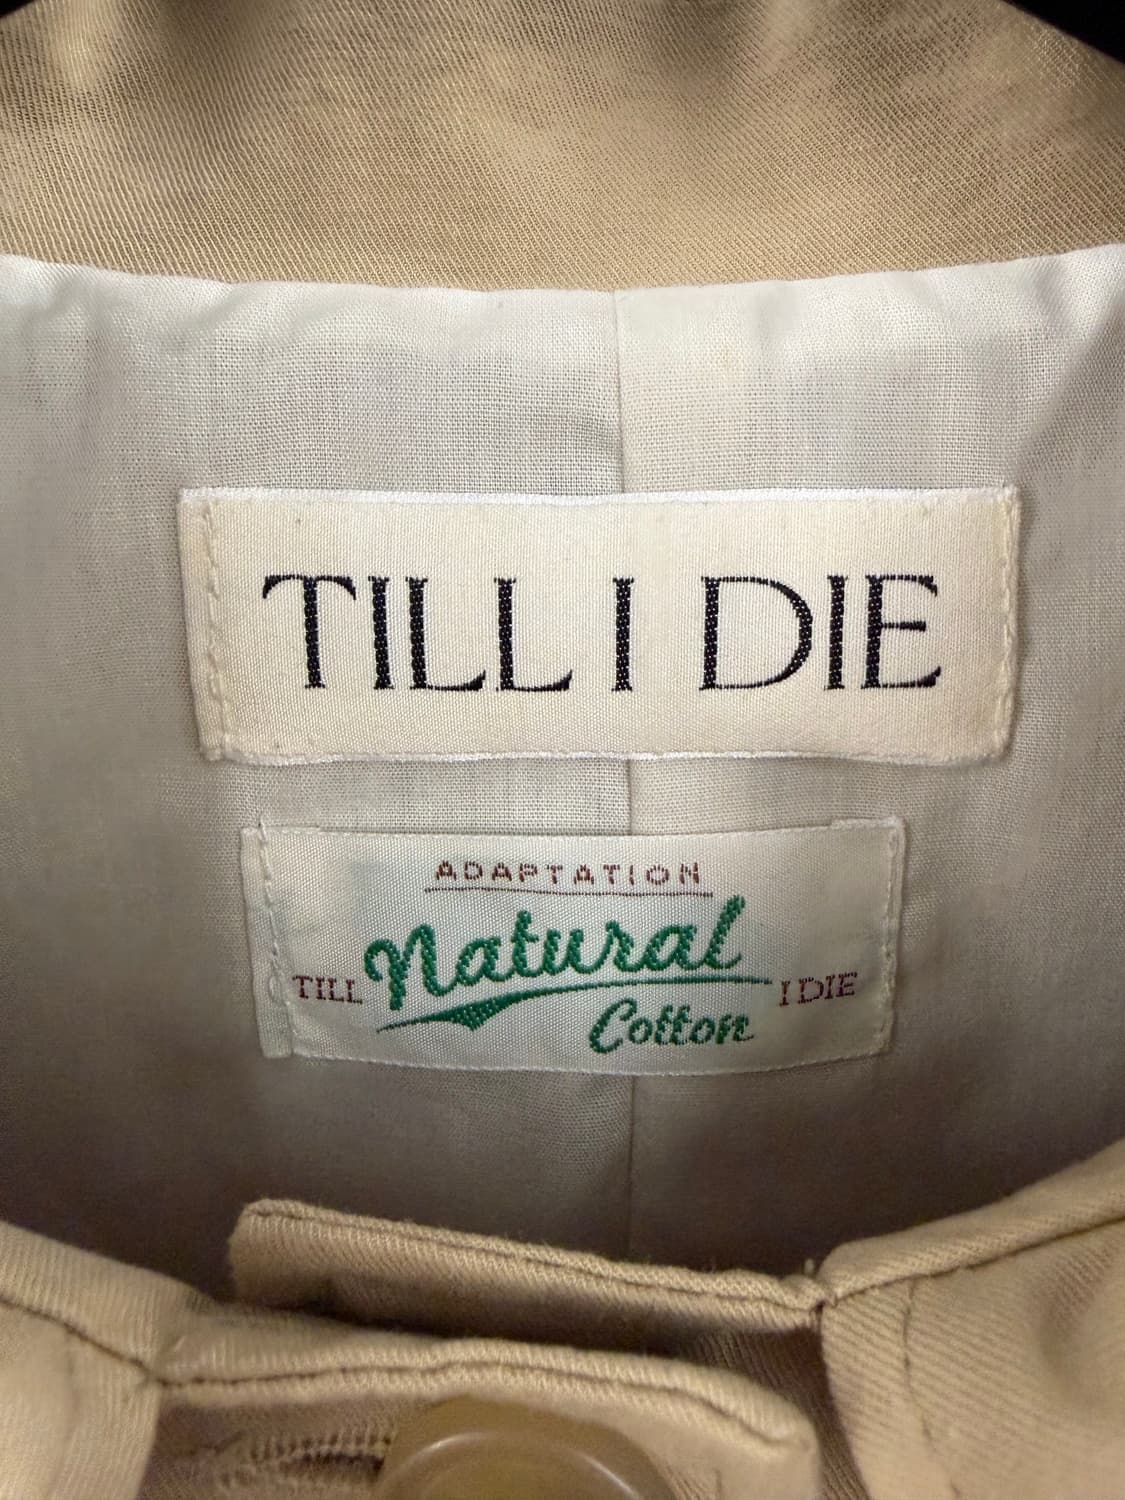 TILL I DIE
ADAPTATION
Natural
TILL I DIE
Cotton